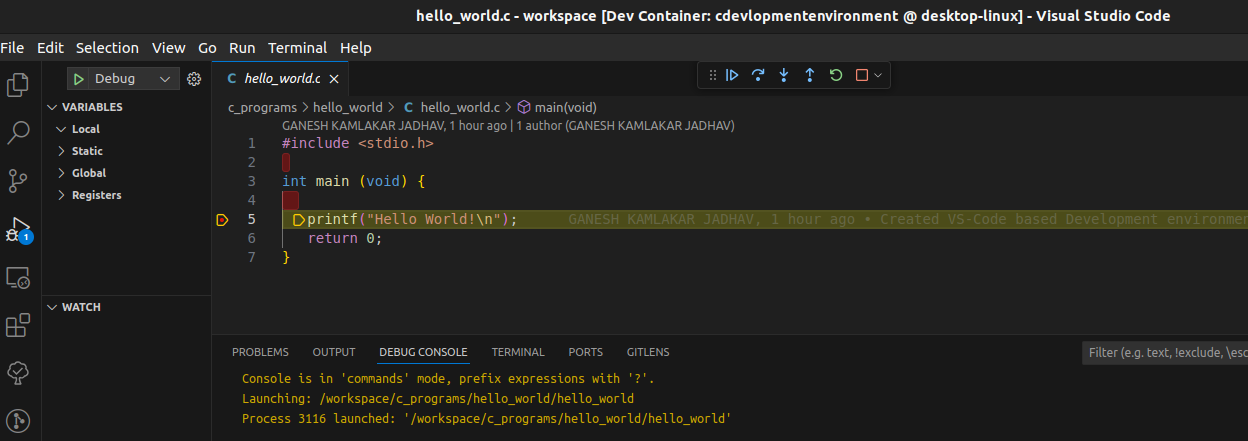 hello_world.c - workspace [Dev Container: cdevlopmentenvironment @ desktop-linux] - Visual Studio Code
File Edit Selection View Go Run Terminal Help
Debug
hello_world.c
VARIABLES
Local
Static
Global
Registers
WATCH
c_programs > hello_world > C hello_world.c > main(void)
GANESH KAMLAKAR JADHAV, 1 hour ago | 1 author (GANESH KAMLAKAR JADHAV)
1 #include <stdio.h>
2
3 int main (void) {
4
5 printf("Hello World!\n"); GANESH KAMLAKAR JADHAV, 1 hour ago • Created VS-Code based Development environmen
6 return 0;
7 }
1
PROBLEMS OUTPUT DEBUG CONSOLE TERMINAL PORTS GITLENS
Filter (e.g. text, !exclude, \esc
Console is in 'commands' mode, prefix expressions with '?'.
Launching: /workspace/c_programs/hello_world/hello_world
Process 3116 launched: '/workspace/c_programs/hello_world/hello_world'